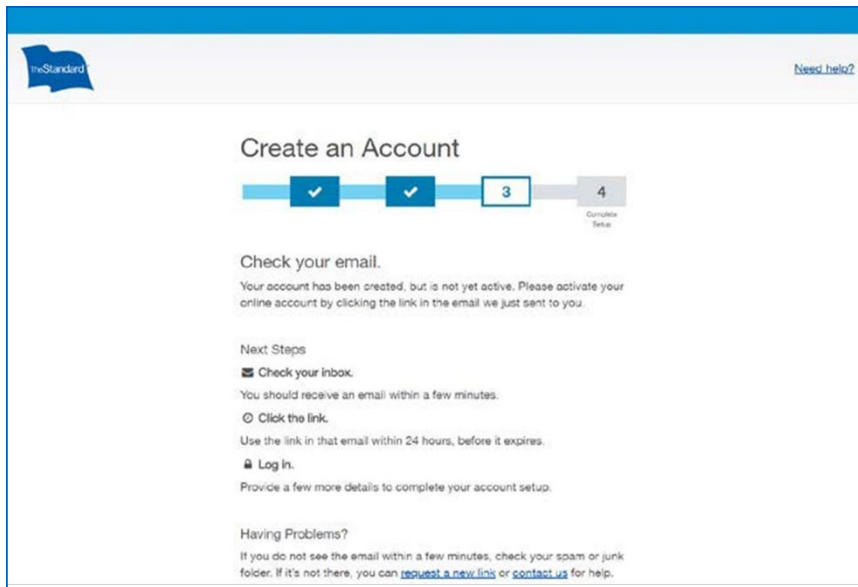 theStandard
Need help?
Create an Account
3
4
Complete
Setup
Check your email.
Your account has been created, but is not yet active. Please activate your
online account by clicking the link in the email we just sent to you.
Next Steps
Check your inbox.
You should receive an email within a few minutes.
Click the link.
Use the link in that email within 24 hours, before it expires.
Log in.
Provide a few more details to complete your account setup.
Having Problems?
If you do not see the email within a few minutes, check your spam or junk
folder. If it's not there, you can request a new link or contact us for help.